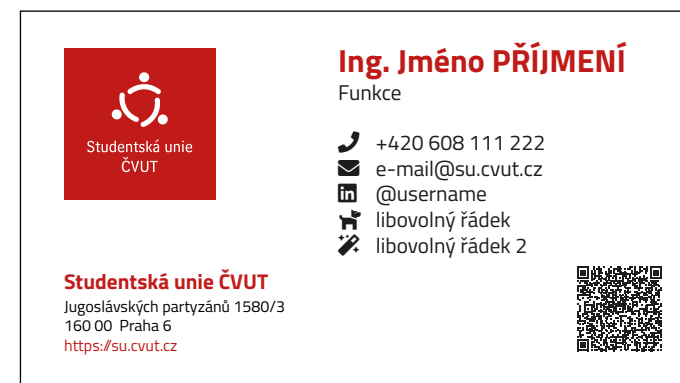 Studentská unie
ČVUT
Ing. Jméno PŘÍJMENÍ
Funkce
+420 608 111 222
e-mail@su.cvut.cz
@username
libovolný řádek
libovolný řádek 2
Studentská unie ČVUT
Jugoslávských partyzánů 1580/3
160 00 Praha 6
https://su.cvut.cz